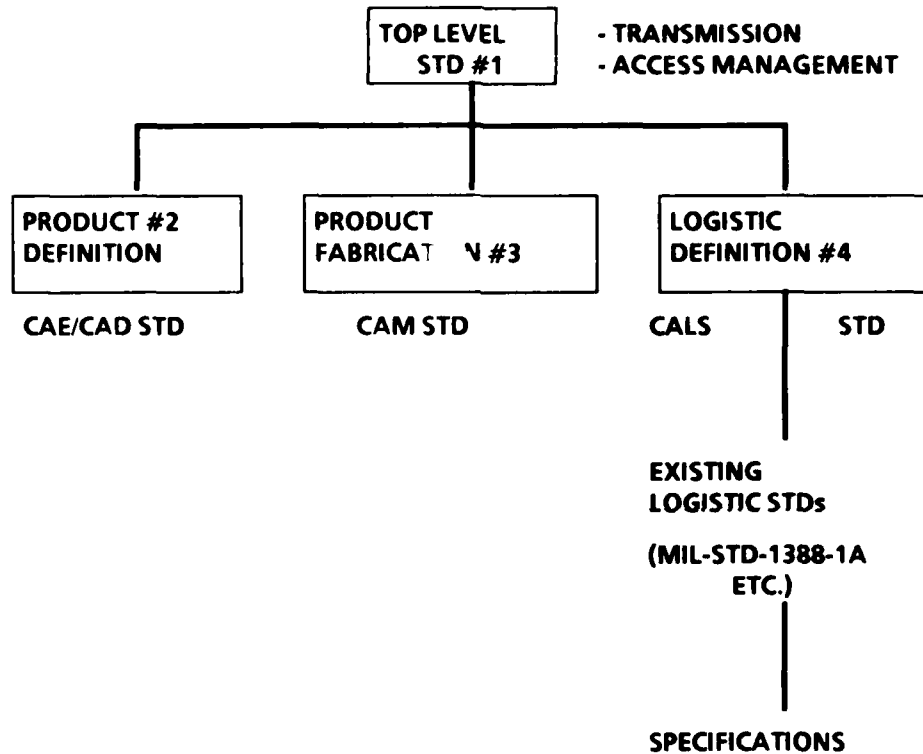 TOP LEVEL
STD #1
- TRANSMISSION
- ACCESS MANAGEMENT
PRODUCT #2
DEFINITION
PRODUCT
FABRICAT N #3
LOGISTIC
DEFINITION #4
CAE/CAD STD
CAM STD
CALS STD
EXISTING
LOGISTIC STDs
(MIL-STD-1388-1A
ETC.)
SPECIFICATIONS